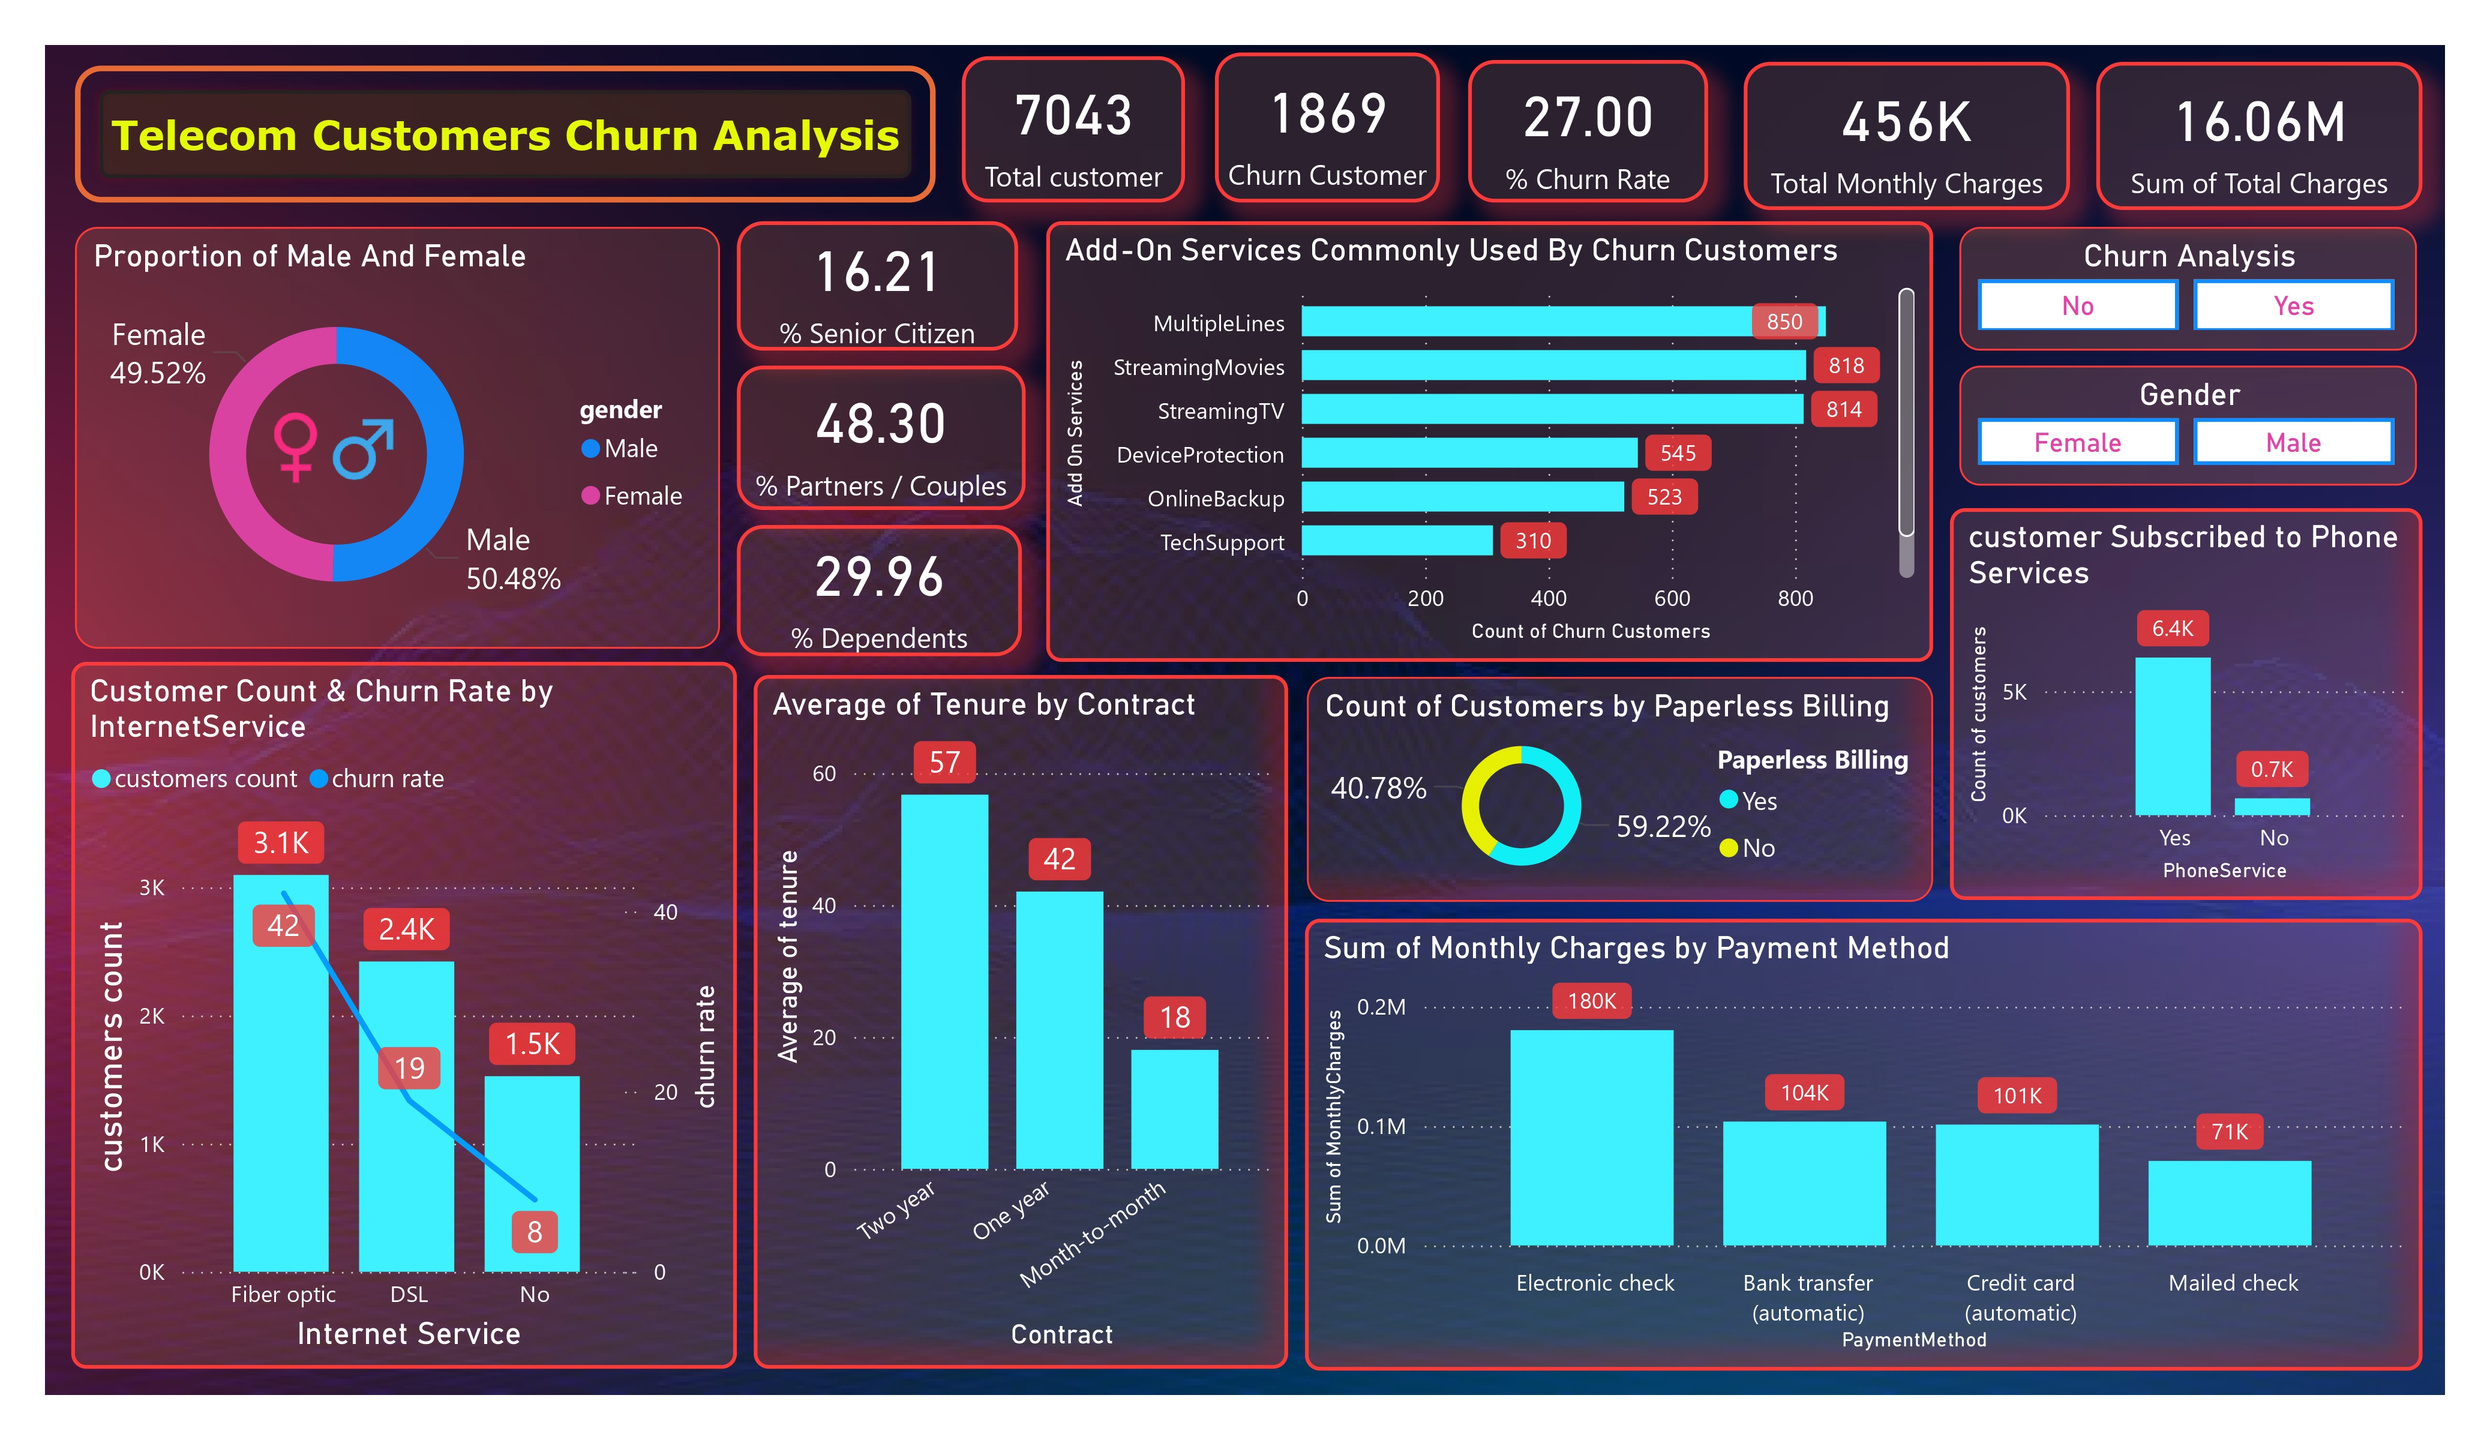 Telecom Customers Churn Analysis
7043
Total customer
1869
Churn Customer
27.00
% Churn Rate
456K
Total Monthly Charges
16.06M
Sum of Total Charges
Proportion of Male And Female
Female
49.52%
Male
50.48%
gender
Male
Female
16.21
% Senior Citizen
48.30
% Partners / Couples
29.96
% Dependents
Add-On Services Commonly Used By Churn Customers
Add On Services
MultipleLines
850
StreamingMovies
818
StreamingTV
814
DeviceProtection
545
OnlineBackup
523
TechSupport
310
0 200 400 600 800
Count of Churn Customers
Churn Analysis
No Yes
Gender
Female Male
customer Subscribed to Phone
Services
Count of customers
5K
0K
6.4K
0.7K
Yes No
PhoneService
Customer Count & Churn Rate by
InternetService
customers count churn rate
customers count
3K
2K
1K
0K
3.1K
2.4K
1.5K
42
19
8
40
20
0
churn rate
Fiber optic DSL No
Internet Service
Average of Tenure by Contract
Average of tenure
60
40
20
0
57
42
18
Two year
One year
Month-to-month
Contract
Count of Customers by Paperless Billing
40.78%
59.22%
Paperless Billing
Yes
No
Sum of Monthly Charges by Payment Method
Sum of MonthlyCharges
0.2M
0.1M
0.0M
180K
104K
101K
71K
Electronic check
Bank transfer
(automatic)
Credit card
(automatic)
Mailed check
PaymentMethod